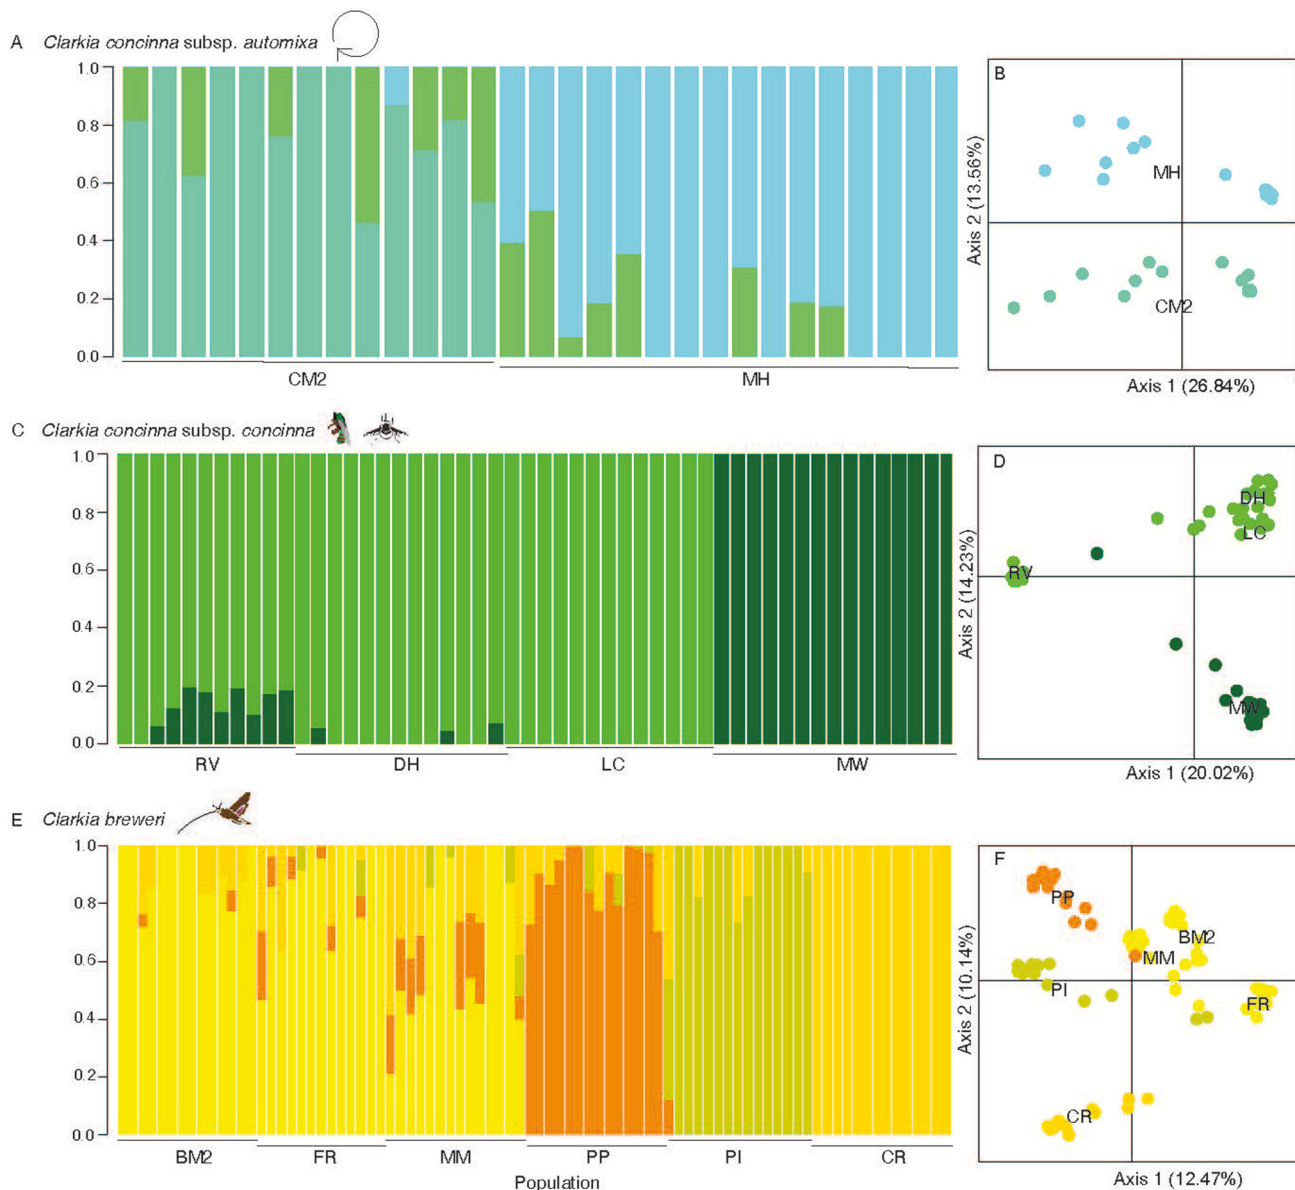 A Clarkia concinna subsp. automixa
1.0
0.8
0.6
0.4
0.2
0.0
CM2 MH
B
MH
CM2
Axis 2 (13.56%)
Axis 1 (26.84%)
C Clarkia concinna subsp. concinna
1.0
0.8
0.6
0.4
0.2
0.0
RV DH LC MW
D
DH
LC
RV
MW
Axis 2 (14.23%)
Axis 1 (20.02%)
E Clarkia breweri
1.0
0.8
0.6
0.4
0.2
0.0
BM2 FR MM PP PI CR
Population
F
PP
BM2
MM
PI
FR
CR
Axis 2 (10.14%)
Axis 1 (12.47%)